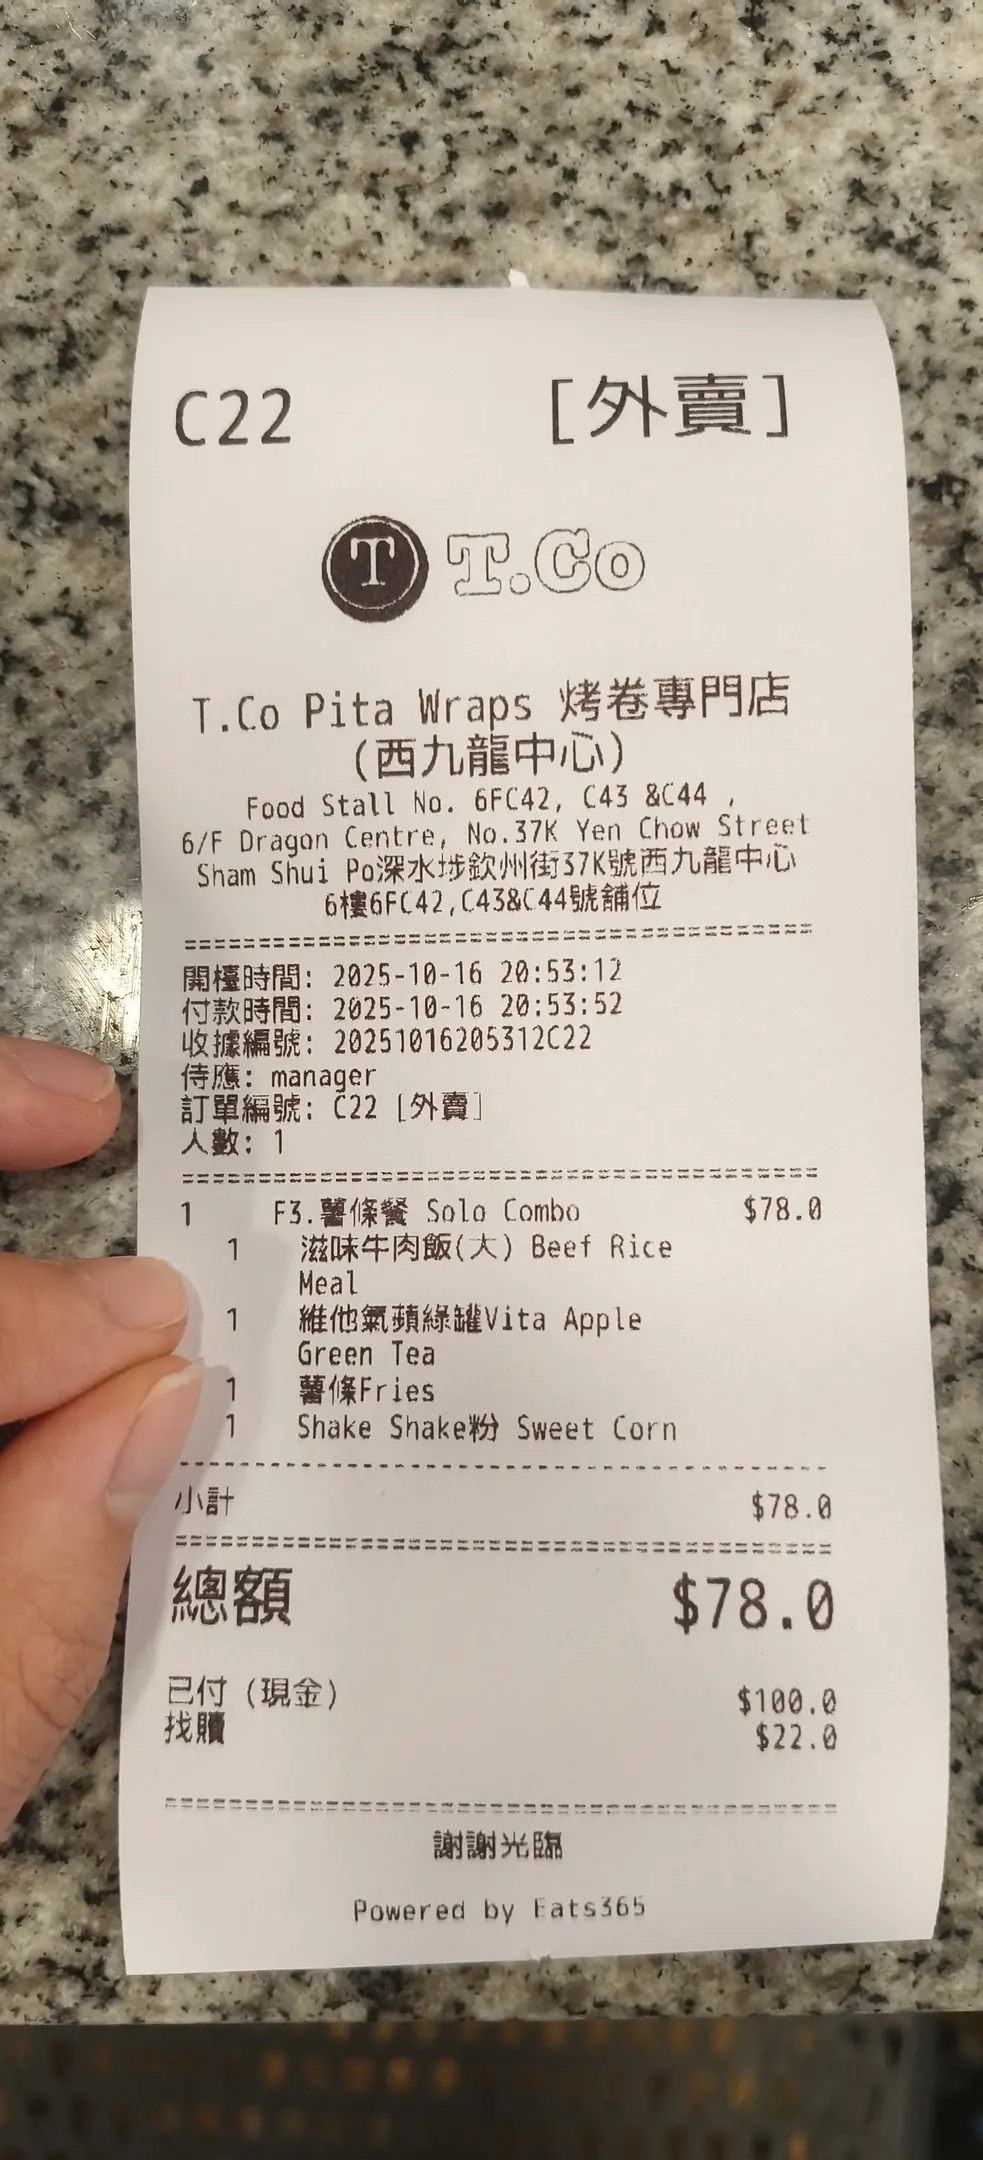 C22 [外賣]
T T.Co
T.Co Pita Wraps 烤卷專門店
(西九龍中心)
Food Stall No. 6FC42, C43 &C44 ,
6/F Dragon Centre, No.37K Yen Chow Street
Sham Shui Po深水埗欽州街37K號西九龍中心
6樓6FC42,C43&C44號舖位
開檯時間: 2025-10-16 20:53:12
付款時間: 2025-10-16 20:53:52
收據編號: 20251016205312C22
侍應: manager
訂單編號: C22 [外賣]
人數: 1
1 F3.薯條餐 Solo Combo $78.0
1 滋味牛肉飯(大) Beef Rice
Meal
1 維他氣蘋綠罐Vita Apple
Green Tea
1 薯條Fries
1 Shake Shake粉 Sweet Corn
小計 $78.0
總額 $78.0
已付 (現金) $100.0
找贖 $22.0
謝謝光臨
Powered by Eats365